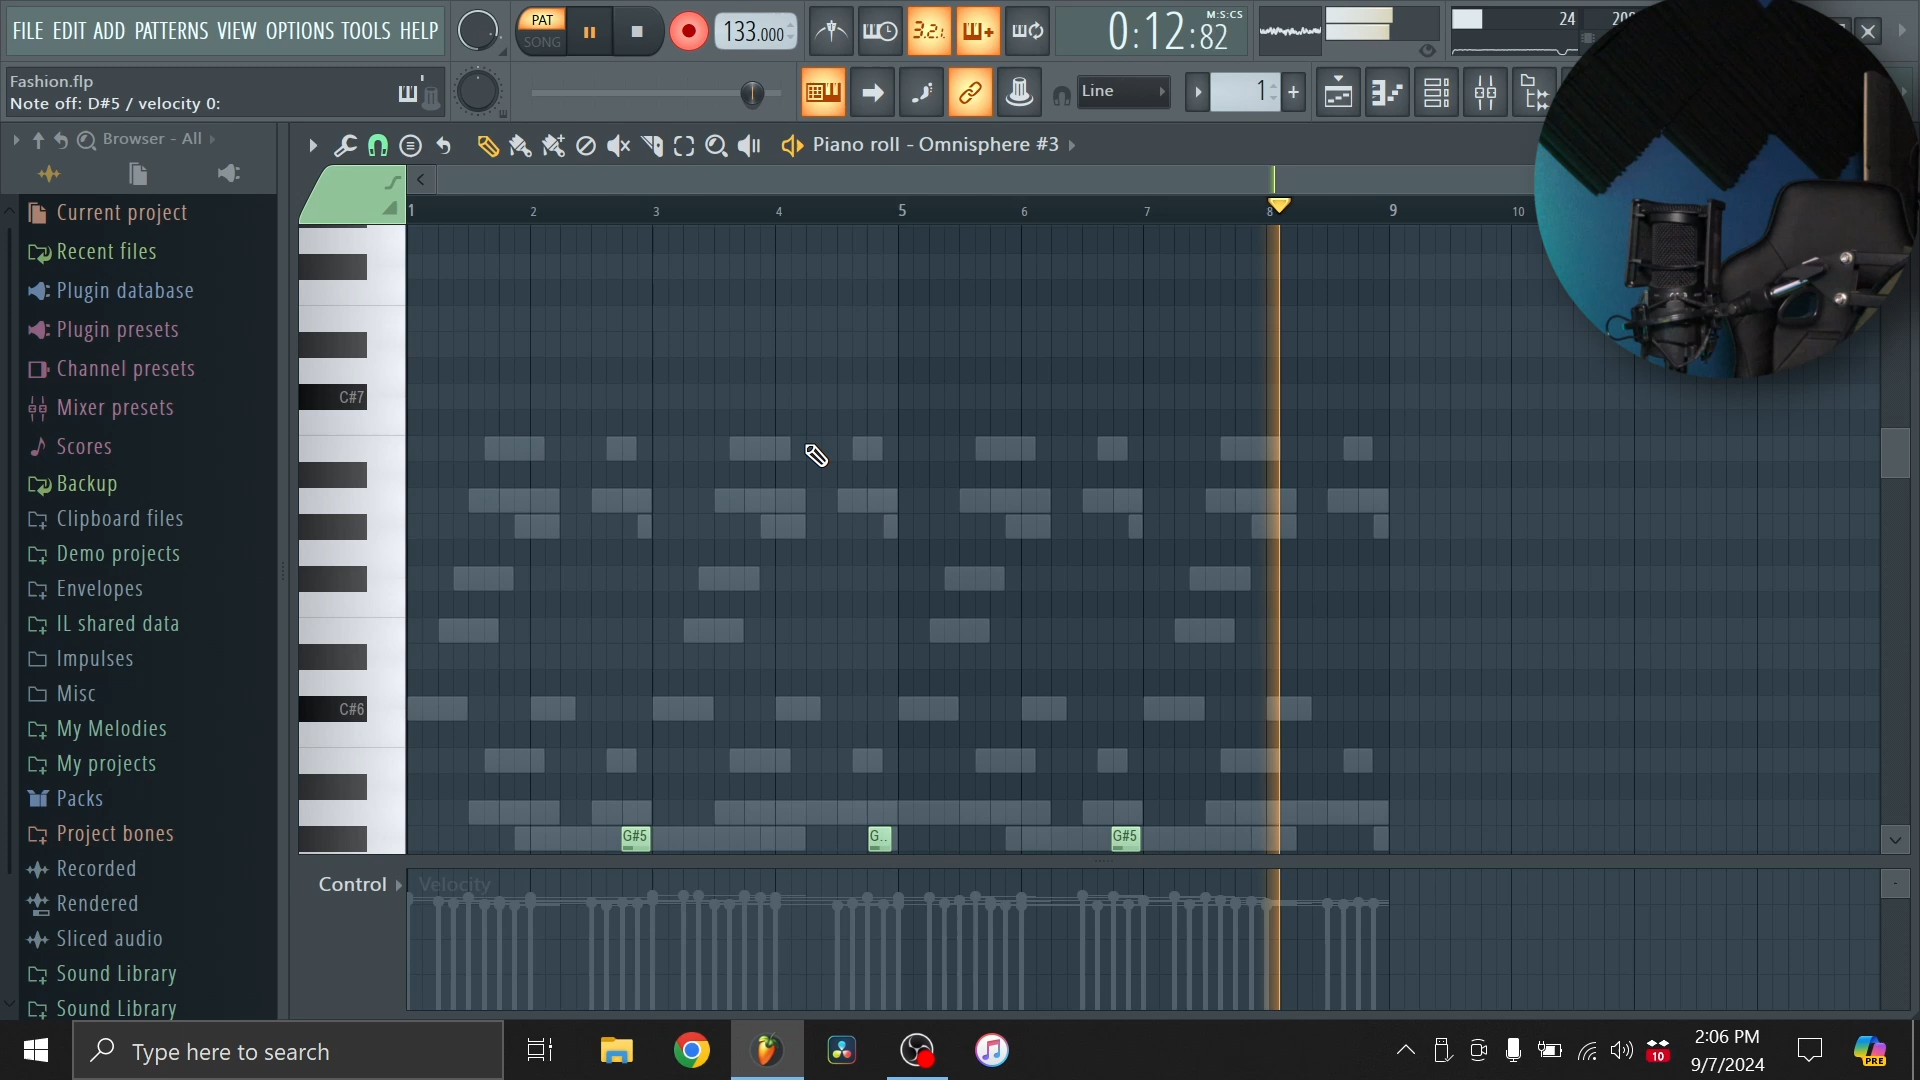 FILE EDIT ADD PATTERNS VIEW OPTIONS TOOLS HELP
PAT
SONG
133.000
3.2.1
M:S:CS
0:12:82
24
Fashion.flp
Note off: D#5 / velocity 0:
Line
1
Browser - All
Piano roll - Omnisphere #3
Current project
Recent files
Plugin database
Plugin presets
Channel presets
Mixer presets
Scores
Backup
Clipboard files
Demo projects
Envelopes
IL shared data
Impulses
Misc
My Melodies
My projects
Packs
Project bones
Recorded
Rendered
Sliced audio
Sound Library
Sound Library
1 2 3 4 5 6 7 8 9 10
C#7
C#6
G#5 G.. G#5
Control
Velocity
Type here to search
10
2:06 PM
9/7/2024
PRE